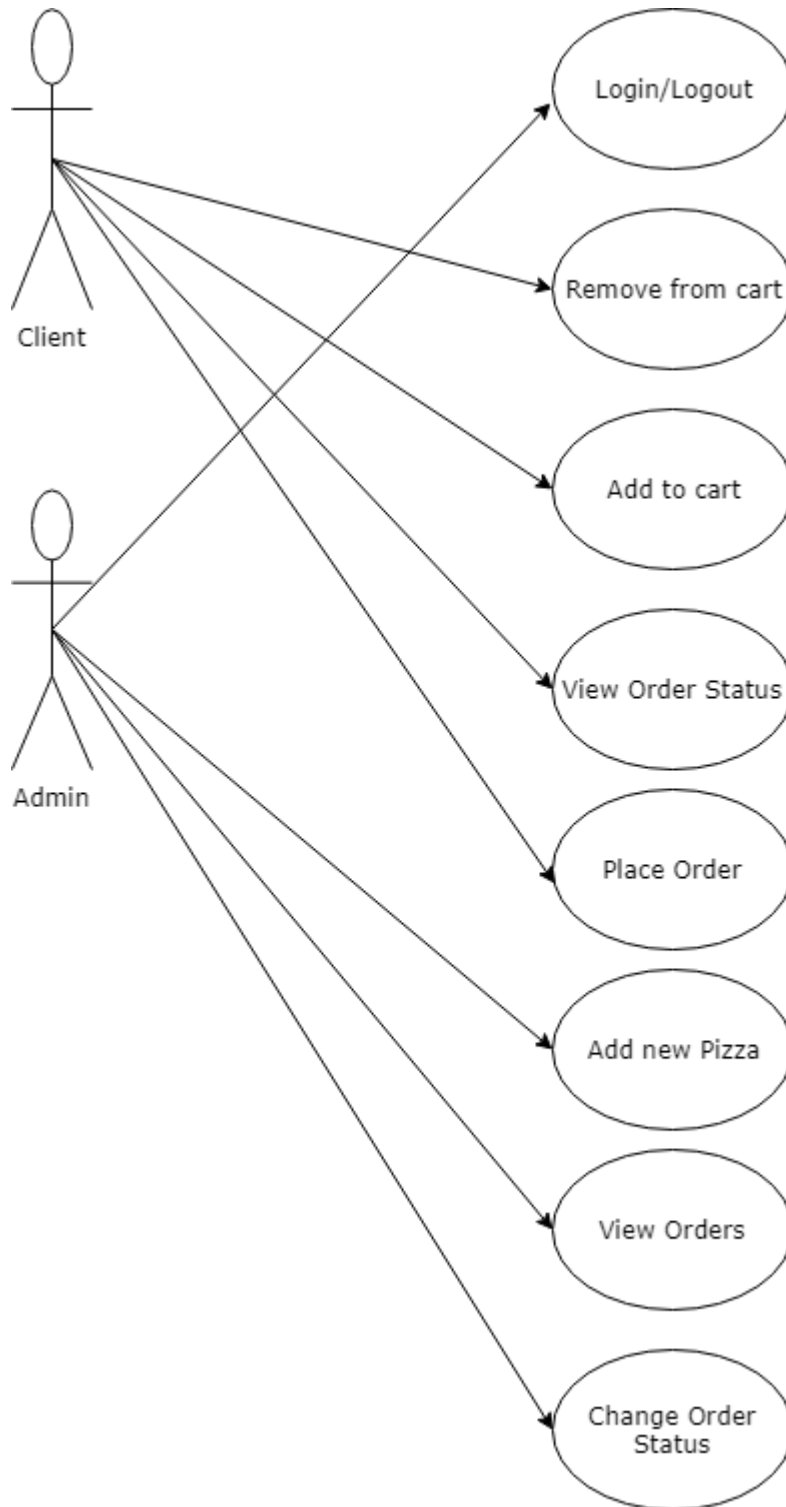 Login/Logout
Remove from cart
Client
Add to cart
View Order Status
Admin
Place Order
Add new Pizza
View Orders
Change Order
Status